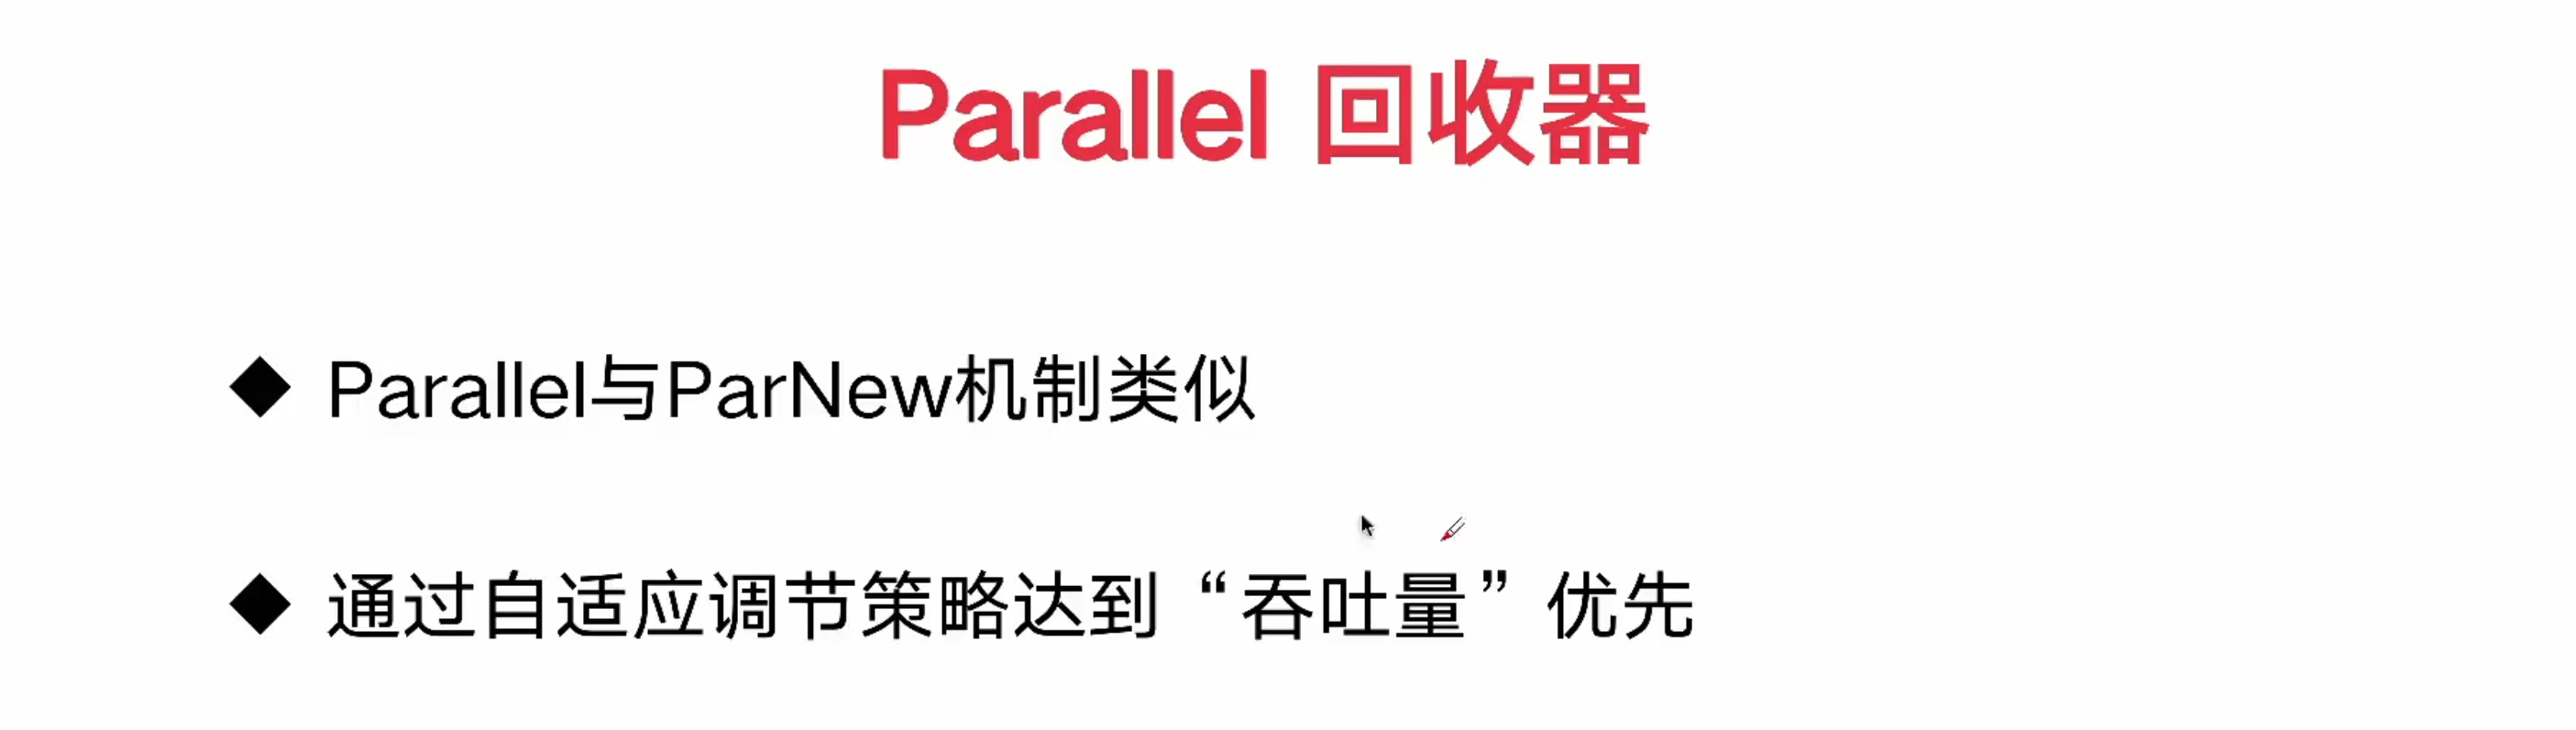 Parallel 回收器
◆ Parallel与ParNew机制类似
◆ 通过自适应调节策略达到“吞吐量”优先